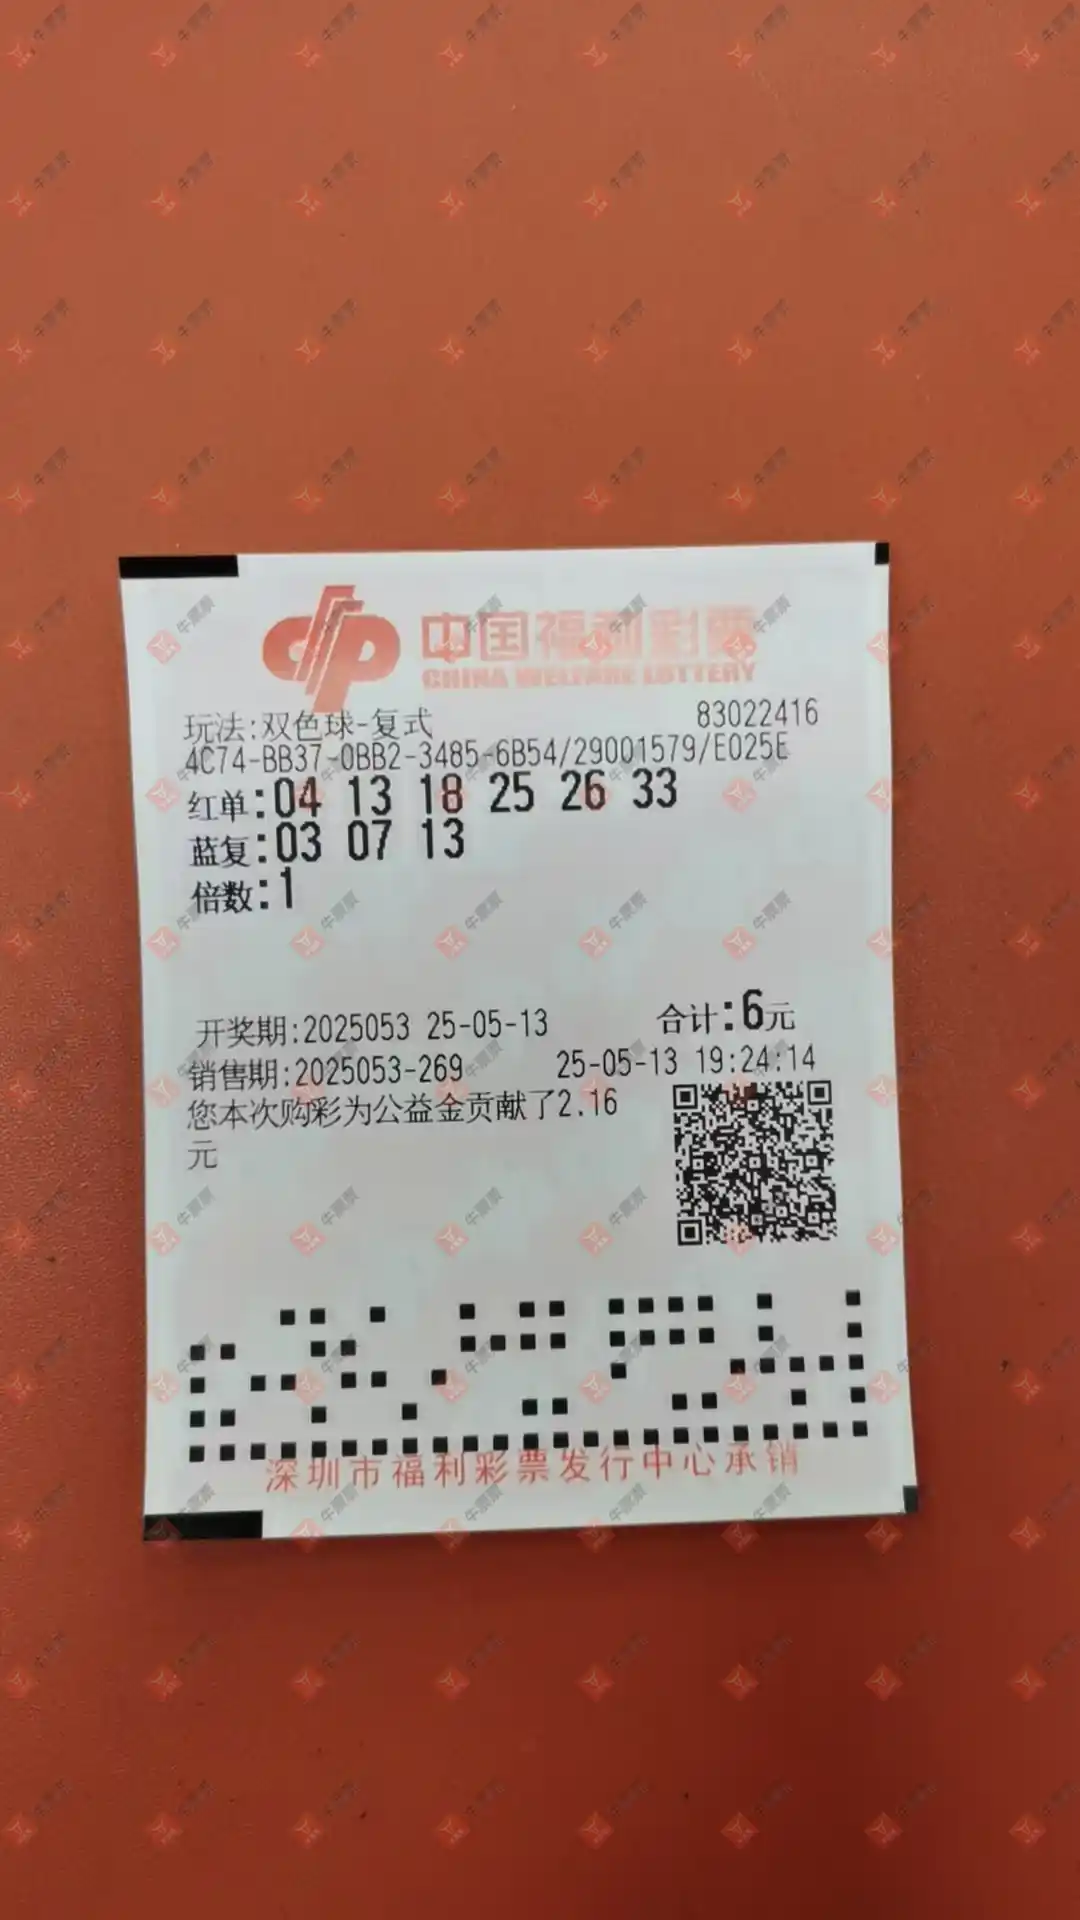 中国福利彩票
CHINA WELFARE LOTTERY
玩法:双色球-复式 83022416
4C74-BB37-0BB2-3485-6B54/29001579/E025E
红单:04 13 18 25 26 33
蓝复:03 07 13
倍数:1
开奖期:2025053 25-05-13 合计:6元
销售期:2025053-269 25-05-13 19:24:14
您本次购彩为公益金贡献了2.16
元
深圳市福利彩票发行中心承销
牛票票